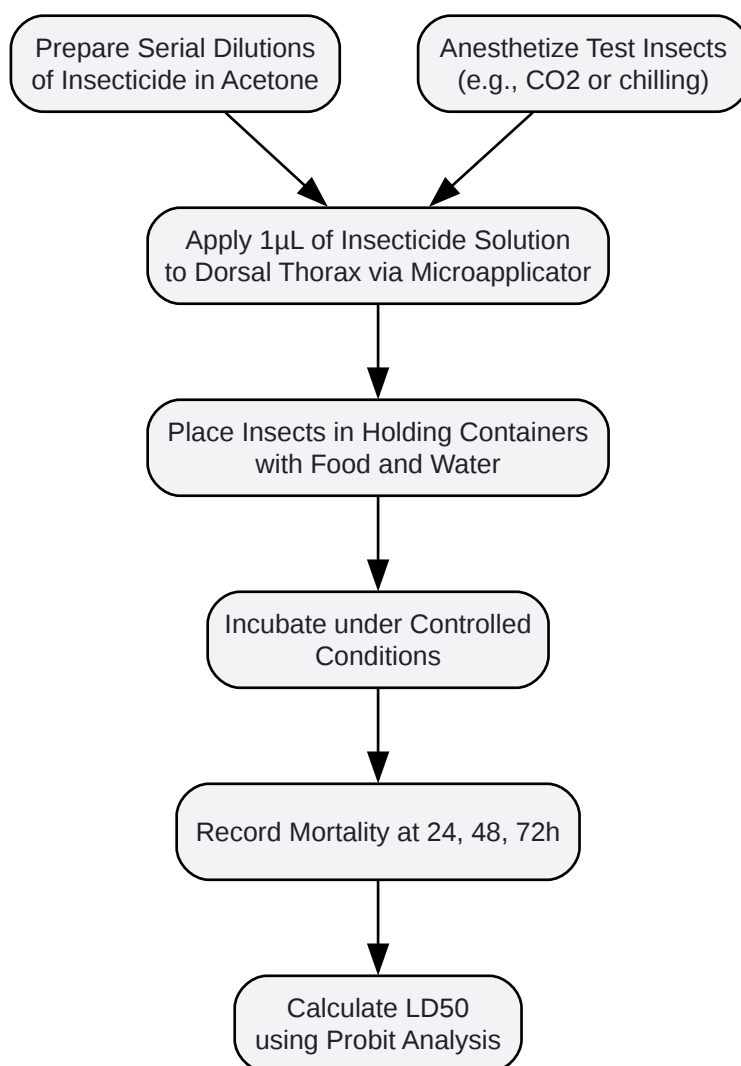 Prepare Serial Dilutions
of Insecticide in Acetone
Anesthetize Test Insects
(e.g., CO2 or chilling)
Apply 1µL of Insecticide Solution
to Dorsal Thorax via Microapplicator
Place Insects in Holding Containers
with Food and Water
Incubate under Controlled
Conditions
Record Mortality at 24, 48, 72h
Calculate LD50
using Probit Analysis